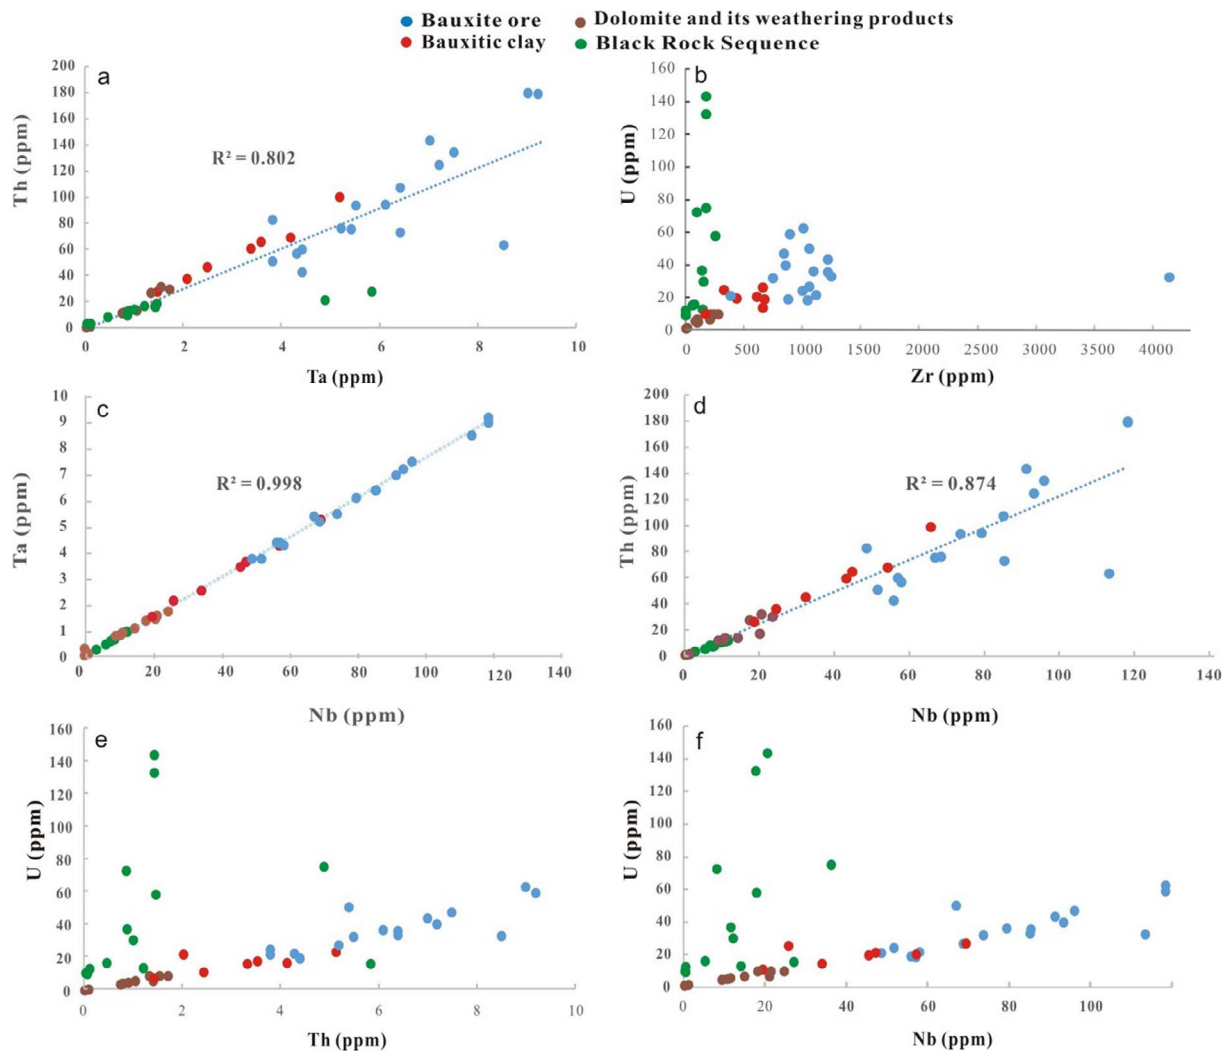 Bauxite ore
Dolomite and its weathering products
Bauxitic clay
Black Rock Sequence
a
Th (ppm)
200
180
160
140
120
100
80
60
40
20
0
R² = 0.802
0 2 4 6 8 10
Ta (ppm)
b
U (ppm)
160
140
120
100
80
60
40
20
0
0 500 1000 1500 2000 2500 3000 3500 4000
Zr (ppm)
c
Ta (ppm)
10
9
8
7
6
5
4
3
2
1
0
R² = 0.998
0 20 40 60 80 100 120 140
Nb (ppm)
d
Th (ppm)
200
180
160
140
120
100
80
60
40
20
0
R² = 0.874
0 20 40 60 80 100 120 140
Nb (ppm)
e
U (ppm)
160
140
120
100
80
60
40
20
0
0 2 4 6 8 10
Th (ppm)
f
U (ppm)
160
140
120
100
80
60
40
20
0
0 20 40 60 80 100
Nb (ppm)